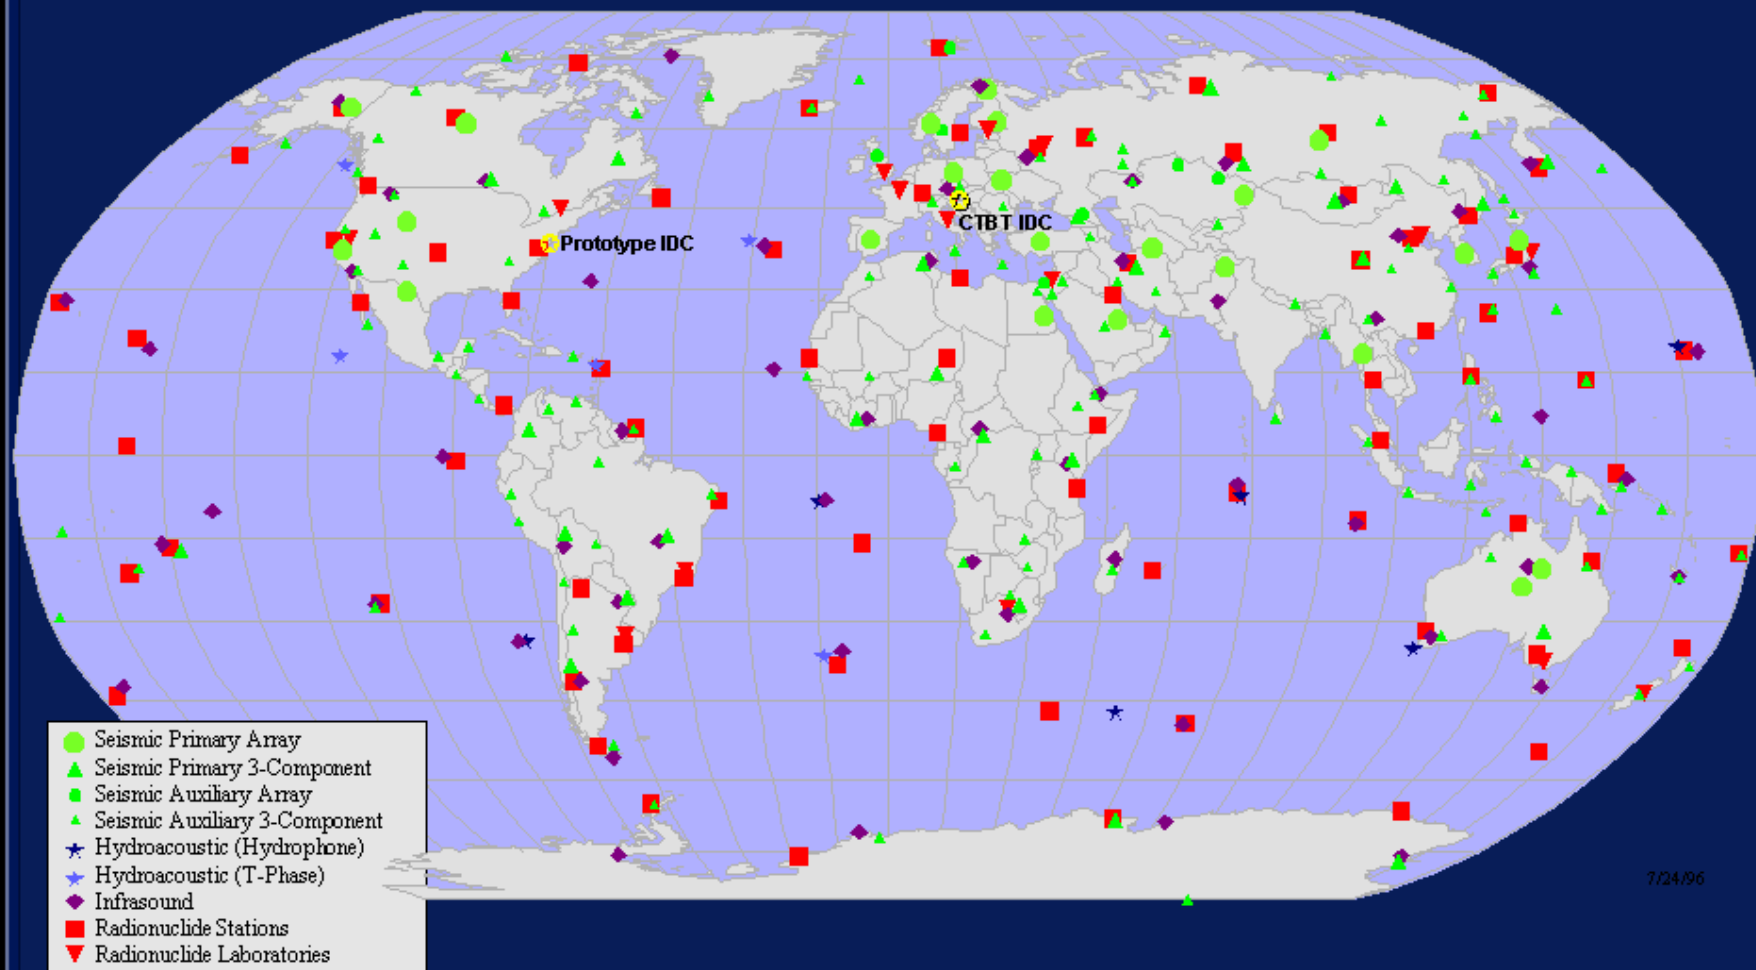 CTBT IDC
Prototype IDC
Seismic Primary Array
Seismic Primary 3-Component
Seismic Auxiliary Array
Seismic Auxiliary 3-Component
Hydroacoustic (Hydrophone)
Hydroacoustic (T-Phase)
Infrasound
Radionuclide Stations
Radionuclide Laboratories
7/24/96